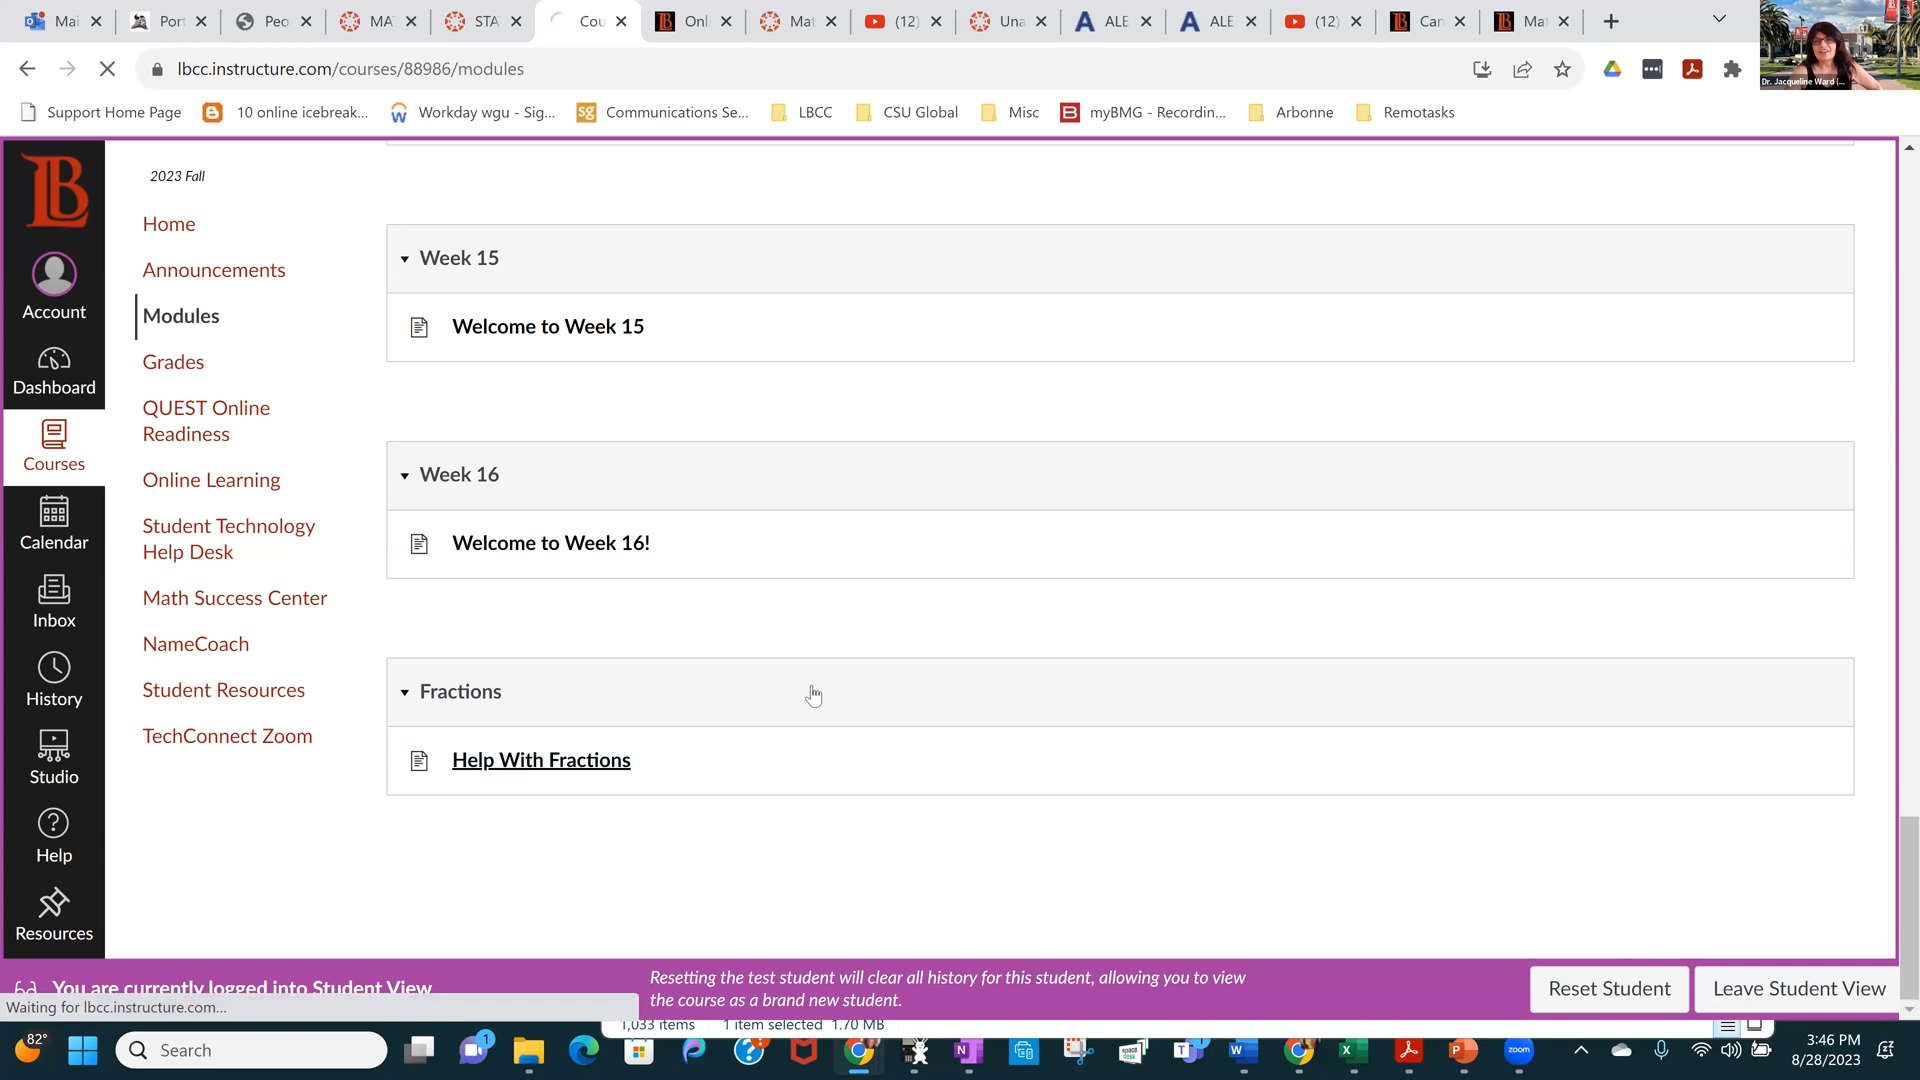 Mai
Port
Peo
MA
STA
Cou
Onli
Mat
(12)
Una
ALE
ALE
(12)
Can
Mat
lbcc.instructure.com/courses/88986/modules
Dr. Jacqueline Ward (...
Support Home Page
10 online icebreak...
Workday wgu - Sig...
sg Communications Se...
LBCC
CSU Global
Misc
B myBMG - Recordin...
Arbonne
Remotasks
LB
Account
Dashboard
Courses
Calendar
Inbox
History
Studio
Help
Resources
2023 Fall
Home
Announcements
Modules
Grades
QUEST Online
Readiness
Online Learning
Student Technology
Help Desk
Math Success Center
NameCoach
Student Resources
TechConnect Zoom
Week 15
Welcome to Week 15
Week 16
Welcome to Week 16!
Fractions
Help With Fractions
You are currently logged into Student View
Waiting for lbcc.instructure.com...
Resetting the test student will clear all history for this student, allowing you to view
the course as a brand new student.
Reset Student
Leave Student View
1,033 items 1 item selected 1.70 MB
82°
Search
1
zoom
3:46 PM
8/28/2023